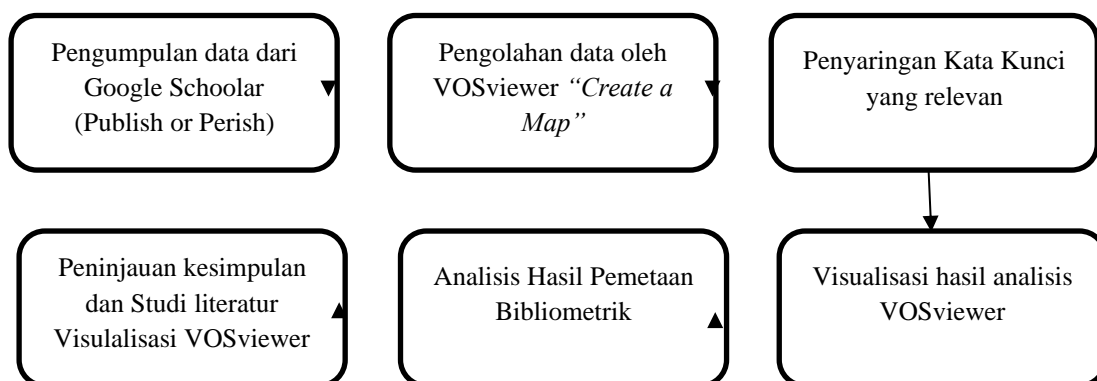 Pengumpulan data dari
Google Schoolar
(Publish or Perish)
Pengolahan data oleh
VOSviewer “Create a
Map”
Penyaringan Kata Kunci
yang relevan
Peninjauan kesimpulan
dan Studi literatur
Visulalisasi VOSviewer
Analisis Hasil Pemetaan
Bibliometrik
Visualisasi hasil analisis
VOSviewer